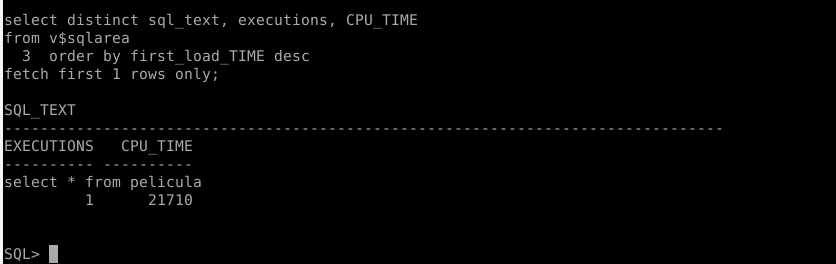 select distinct sql_text, executions, CPU_TIME
from v$sqlarea
  3  order by first_load_TIME desc
fetch first 1 rows only;

SQL_TEXT
--------------------------------------------------------------------------------
EXECUTIONS   CPU_TIME
---------- ----------
select * from pelicula
         1      21710

SQL>